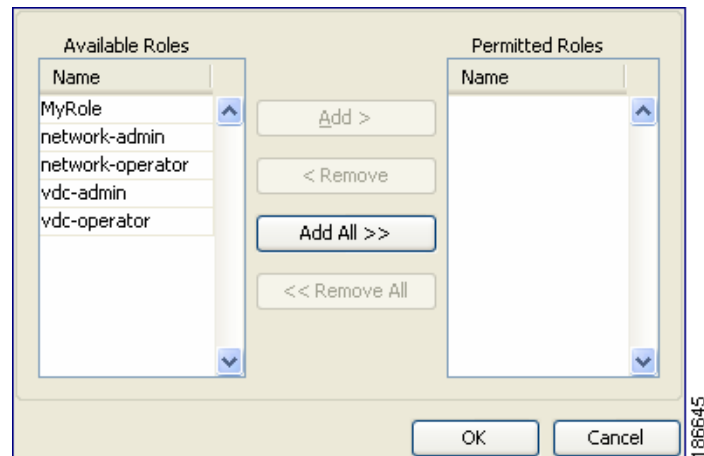 Available Roles
Permitted Roles
Name
Name
MyRole
network-admin
network-operator
vdc-admin
vdc-operator
Add >
< Remove
Add All >>
<< Remove All
OK
Cancel
186645